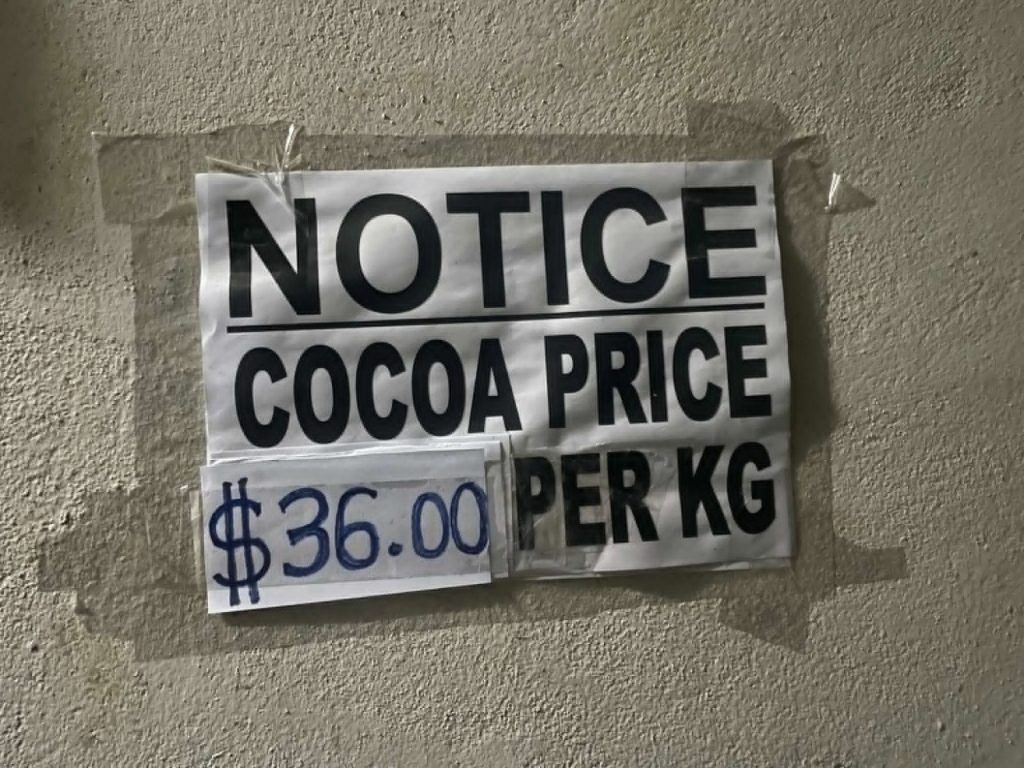 NOTICE
COCOA PRICE
$36.00 PER KG